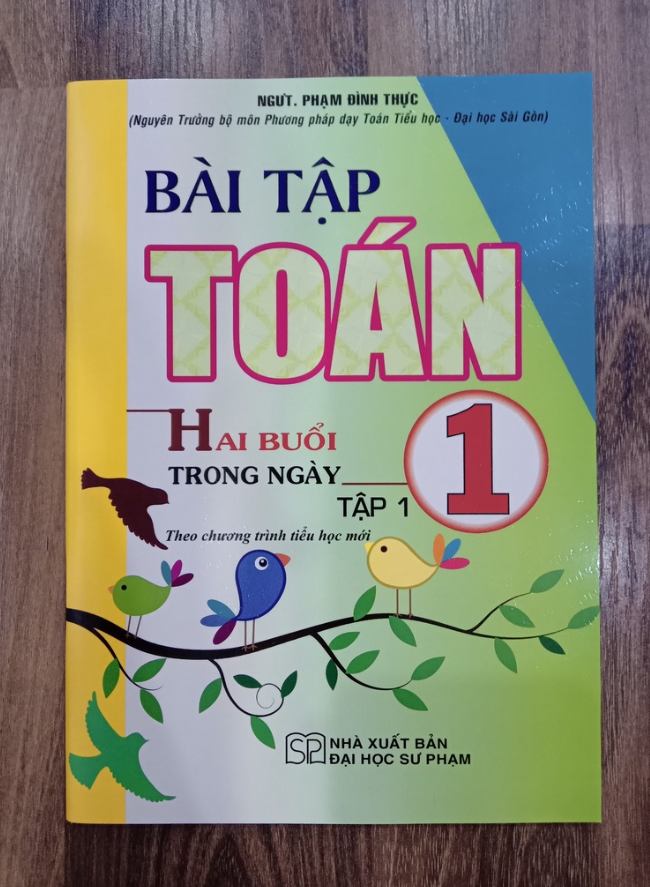 NGƯT. PHẠM ĐÌNH THỰC
(Nguyên Trưởng bộ môn Phương pháp dạy Toán Tiểu học - Đại học Sài Gòn)
BÀI TẬP
TOÁN
1
HAI BUỔI
TRONG NGÀY
TẬP 1
Theo chương trình tiểu học mới
SP
NHÀ XUẤT BẢN
ĐẠI HỌC SƯ PHẠM